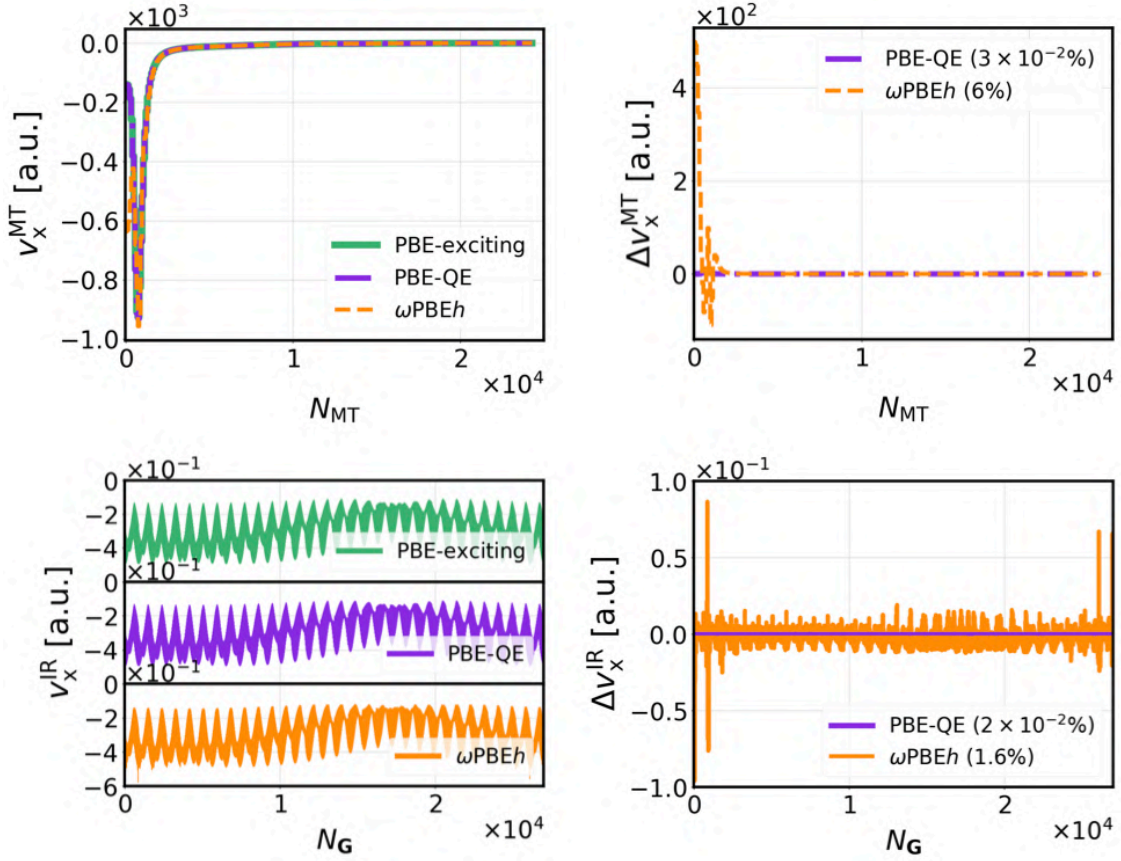 ×10³
0.0
−0.2
−0.4
−0.6
−0.8
−1.0
v_x^MT [a.u.]
PBE-exciting
PBE-QE
ωPBEh
0 1 2
×10⁴
N_MT
×10²
4
2
0
Δv_x^MT [a.u.]
PBE-QE (3 × 10⁻²%)
ωPBEh (6%)
0 1 2
×10⁴
N_MT
0 ×10⁻¹
−2
−4
PBE-exciting
×10⁻¹
0
−2
−4
PBE-QE
×10⁻¹
0
−2
−4
−6
ωPBEh
v_x^IR [a.u.]
0 1 2
×10⁴
N_G
×10⁻¹
1.0
0.5
0.0
−0.5
−1.0
Δv_x^IR [a.u.]
PBE-QE (2 × 10⁻²%)
ωPBEh (1.6%)
0 1 2
×10⁴
N_G